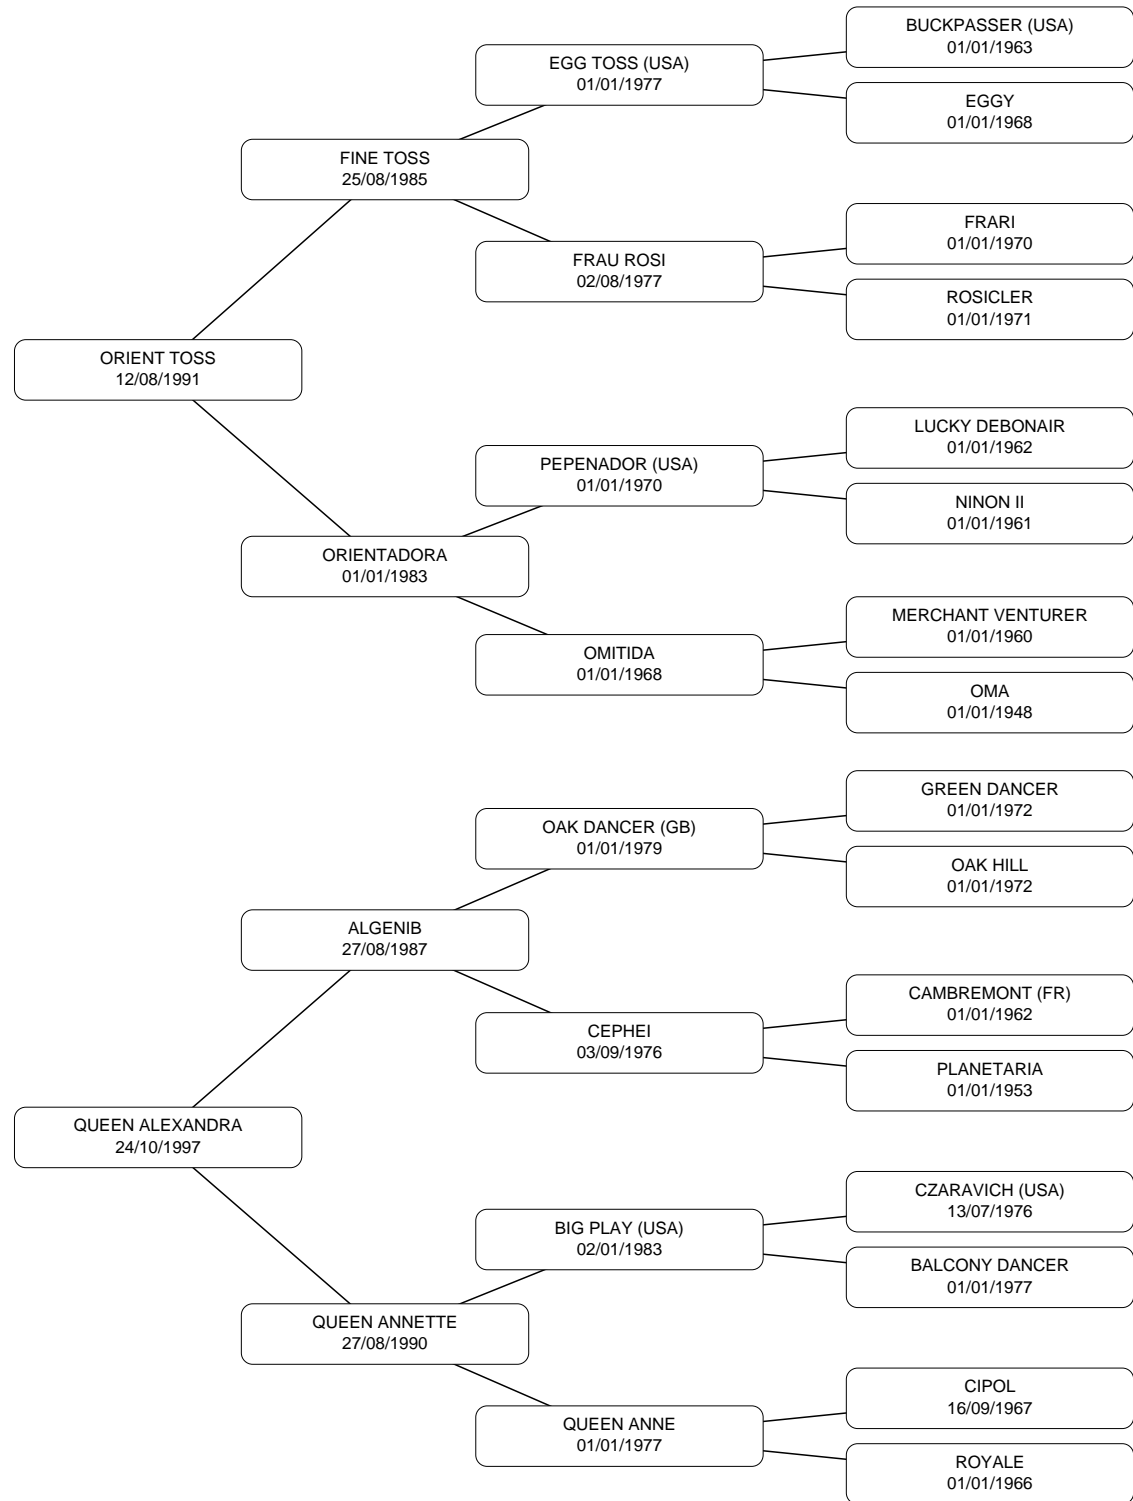 BUCKPASSER (USA)
01/01/1963
EGG TOSS (USA)
01/01/1977
EGGY
01/01/1968
FINE TOSS
25/08/1985
FRARI
01/01/1970
FRAU ROSI
02/08/1977
ROSICLER
01/01/1971
ORIENT TOSS
12/08/1991
LUCKY DEBONAIR
01/01/1962
PEPENADOR (USA)
01/01/1970
NINON II
01/01/1961
ORIENTADORA
01/01/1983
MERCHANT VENTURER
01/01/1960
OMITIDA
01/01/1968
OMA
01/01/1948
GREEN DANCER
01/01/1972
OAK DANCER (GB)
01/01/1979
OAK HILL
01/01/1972
ALGENIB
27/08/1987
CAMBREMONT (FR)
01/01/1962
CEPHEI
03/09/1976
PLANETARIA
01/01/1953
QUEEN ALEXANDRA
24/10/1997
CZARAVICH (USA)
13/07/1976
BIG PLAY (USA)
02/01/1983
BALCONY DANCER
01/01/1977
QUEEN ANNETTE
27/08/1990
CIPOL
16/09/1967
QUEEN ANNE
01/01/1977
ROYALE
01/01/1966